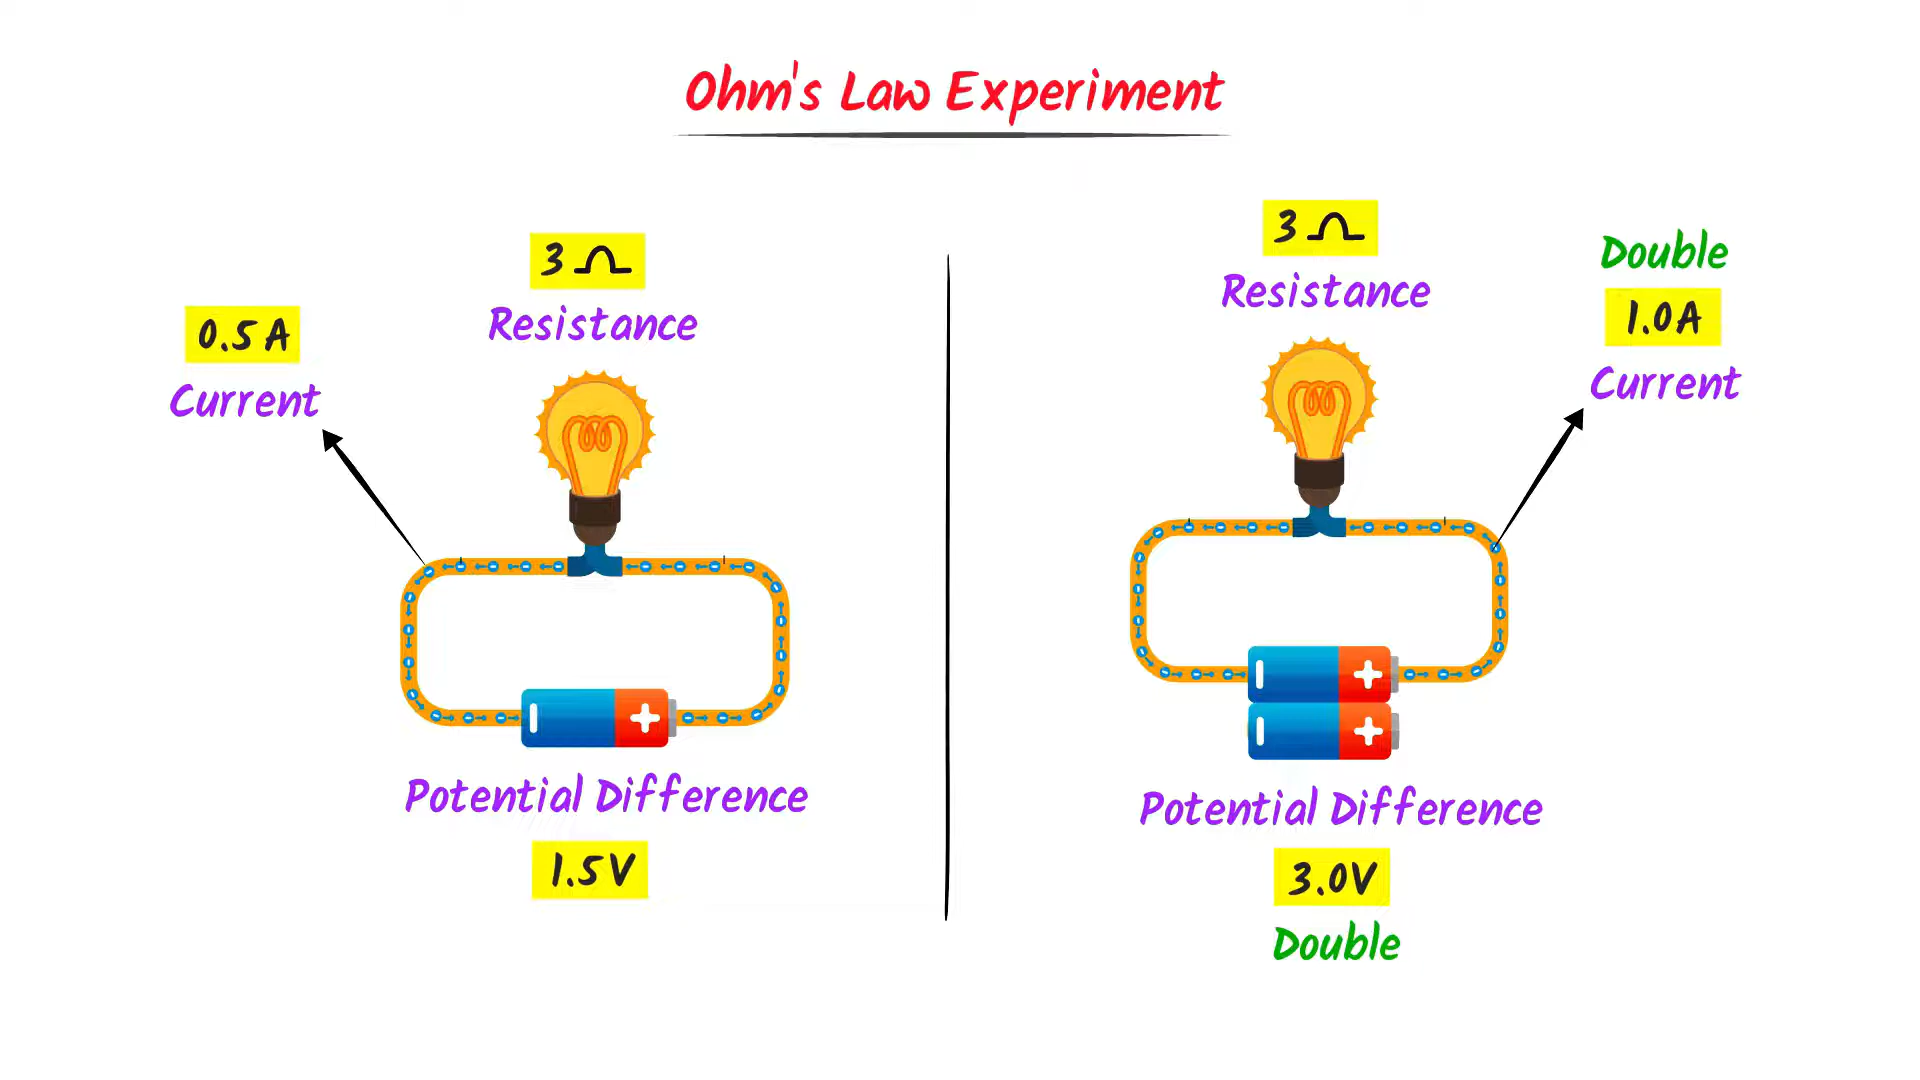 Ohm's Law Experiment
3 Ω
Resistance
0.5 A
Current
Potential Difference
1.5 V
3 Ω
Resistance
Double
1.0A
Current
Potential Difference
3.0V
Double